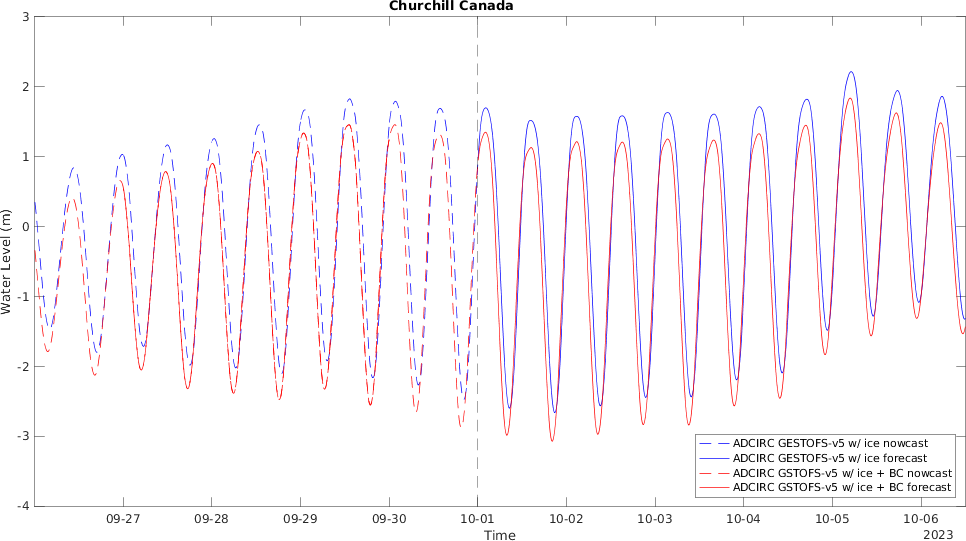 Churchill Canada
3
2
1
0
-1
-2
-3
-4
Water Level (m)
09-27 09-28 09-29 09-30 10-01 10-02 10-03 10-04 10-05 10-06
Time
2023
ADCIRC GESTOFS-v5 w/ ice nowcast
ADCIRC GESTOFS-v5 w/ ice forecast
ADCIRC GSTOFS-v5 w/ ice + BC nowcast
ADCIRC GSTOFS-v5 w/ ice + BC forecast